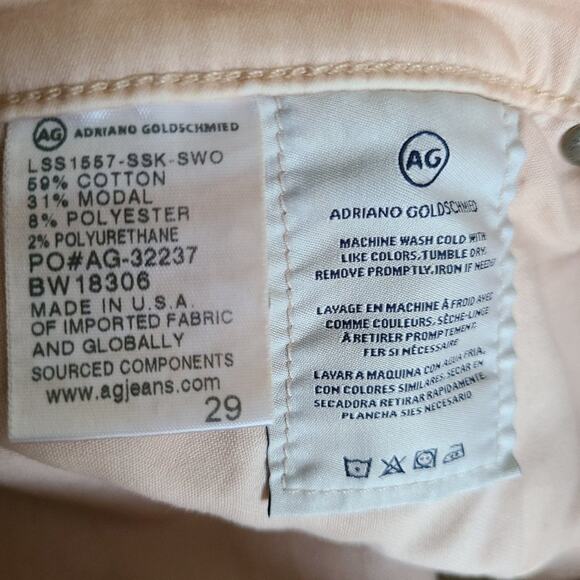 AG ADRIANO GOLDSCHMIED
LSS1557-SSK-SWO
59% COTTON
31% MODAL
8% POLYESTER
2% POLYURETHANE
PO#AG-32237
BW18306
MADE IN U.S.A.
OF IMPORTED FABRIC
AND GLOBALLY
SOURCED COMPONENTS
www.agjeans.com
29
AG
ADRIANO GOLDSCHMIED
MACHINE WASH COLD WITH
LIKE COLORS. TUMBLE DRY.
REMOVE PROMPTLY. IRON IF NEEDED
LAVAGE EN MACHINE À FROID AVEC
COMME COULEURS. SÈCHE-LINGE
À RETIRER PROMPTEMENT.
FER SI NÉCESSAIRE
LAVAR A MAQUINA CON AGUA FRIA,
CON COLORES SIMILARES. SECAR EN
SECADORA RETIRAR RAPIDAMENTE.
PLANCHA SIES NECESARIO